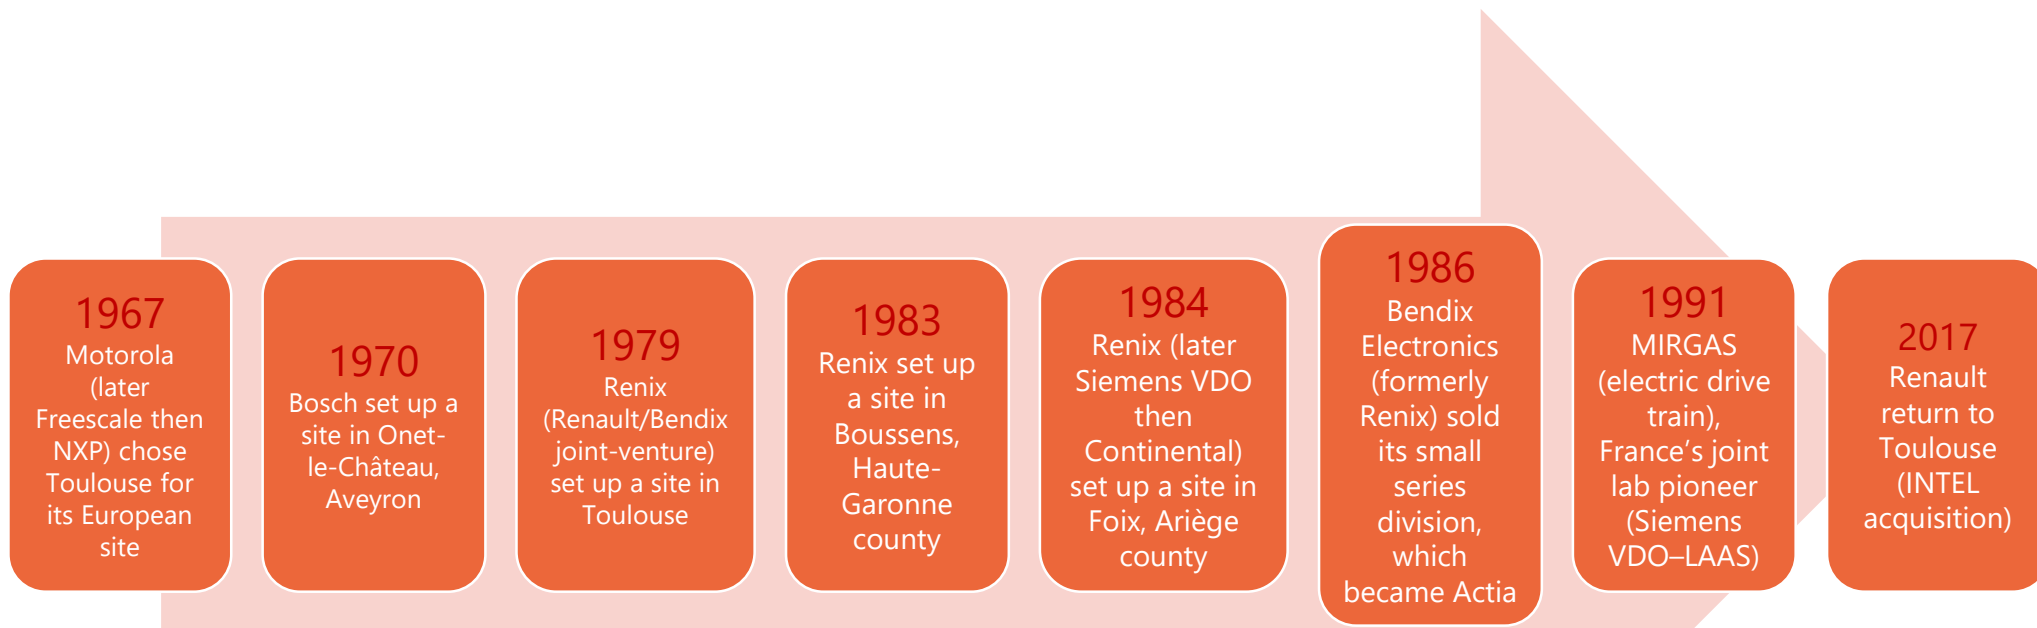 1967
Motorola
(later
Freescale then
NXP) chose
Toulouse for
its European
site
1970
Bosch set up a
site in Onet-
le-Château,
Aveyron
1979
Renix
(Renault/Bendix
joint-venture)
set up a site in
Toulouse
1983
Renix set up
a site in
Boussens,
Haute-
Garonne
county
1984
Renix (later
Siemens VDO
then
Continental)
set up a site in
Foix, Ariège
county
1986
Bendix
Electronics
(formerly
Renix) sold
its small
series
division,
which
became Actia
1991
MIRGAS
(electric drive
train),
France’s joint
lab pioneer
(Siemens
VDO–LAAS)
2017
Renault
return to
Toulouse
(INTEL
acquisition)